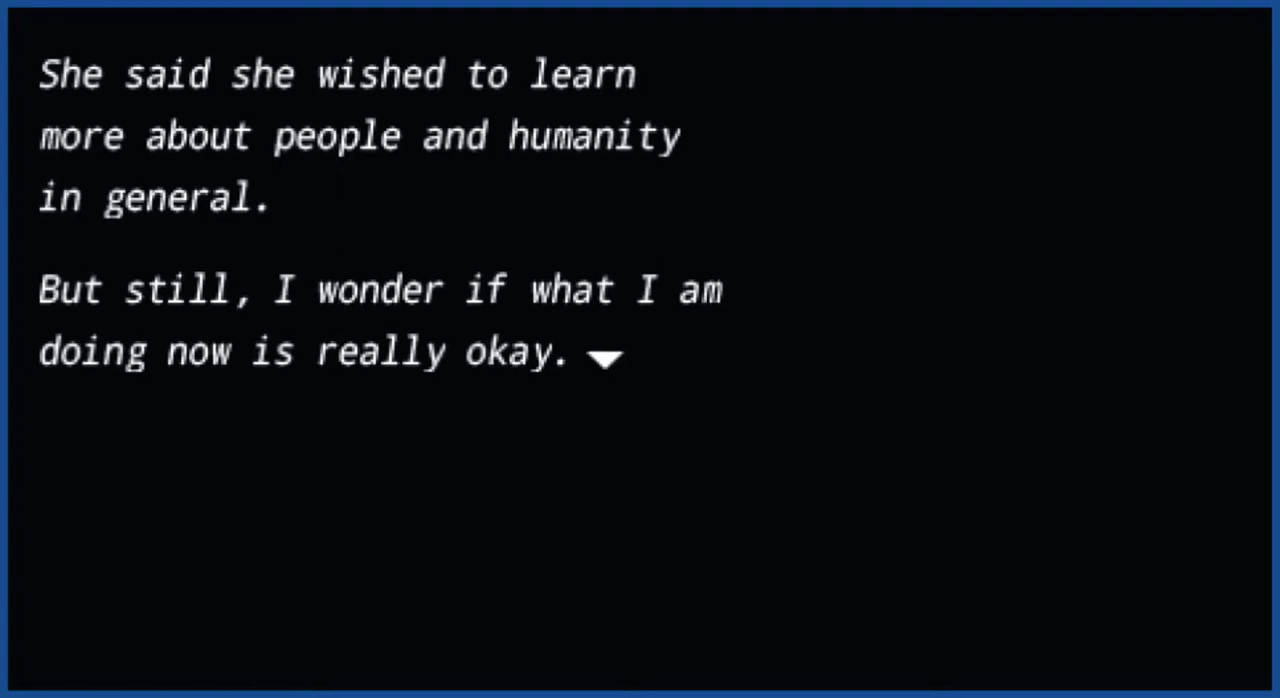 She said she wished to learn
more about people and humanity
in general.
But still, I wonder if what I am
doing now is really okay.